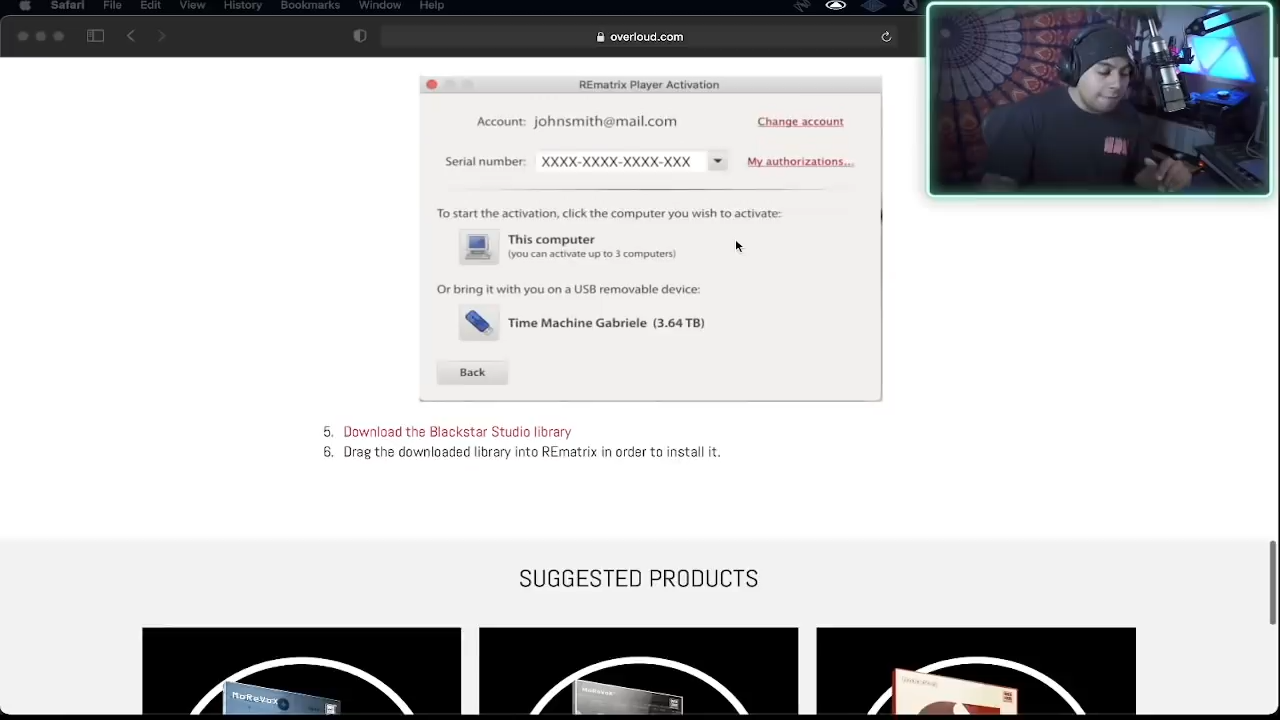 Safari File Edit View History Bookmarks Window Help
overloud.com
REmatrix Player Activation
Account: johnsmith@mail.com Change account
Serial number: XXXX-XXXX-XXXX-XXX My authorizations...
To start the activation, click the computer you wish to activate:
This computer
(you can activate up to 3 computers)
Or bring it with you on a USB removable device:
Time Machine Gabriele (3.64 TB)
Back
5. Download the Blackstar Studio library
6. Drag the downloaded library into REmatrix in order to install it.
SUGGESTED PRODUCTS
MoReVoX
MoReVoX